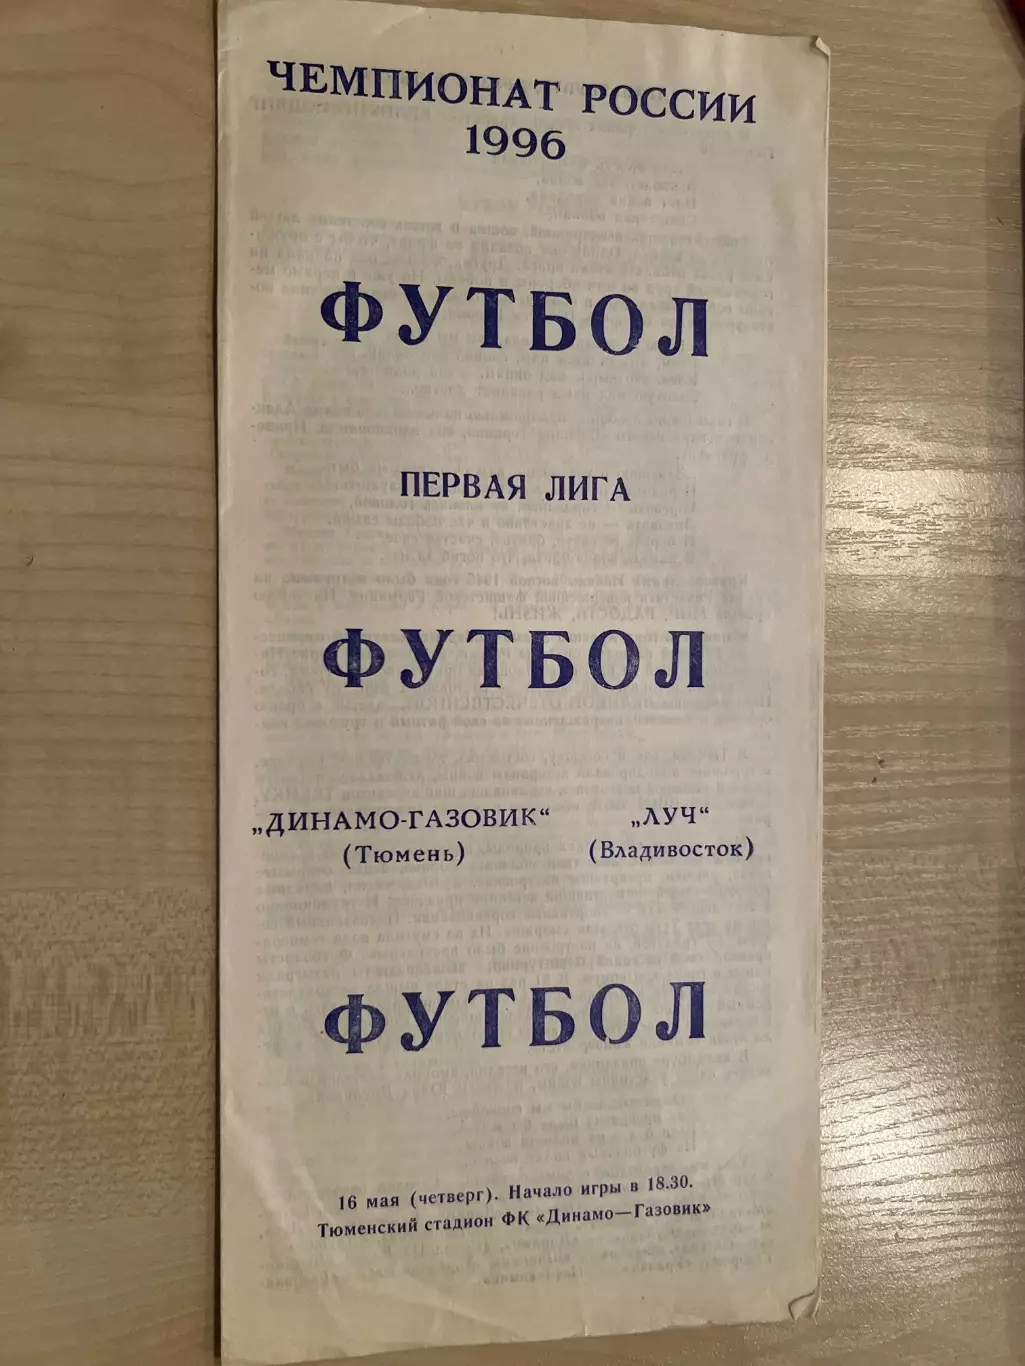 ЧЕМПИОНАТ РОССИИ
1996
ФУТБОЛ
ПЕРВАЯ ЛИГА
ФУТБОЛ
„ДИНАМО-ГАЗОВИК“ „ЛУЧ“
(Тюмень) (Владивосток)
ФУТБОЛ
16 мая (четверг). Начало игры в 18.30.
Тюменский стадион ФК «Динамо—Газовик»